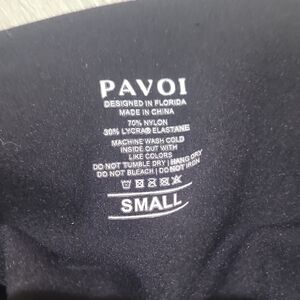 PAVOI
DESIGNED IN FLORIDA
MADE IN CHINA
70% NYLON
30% LYCRA® ELASTANE
MACHINE WASH COLD
INSIDE OUT WITH
LIKE COLORS
DO NOT TUMBLE DRY | HANG DRY
DO NOT BLEACH | DO NOT IRON
SMALL